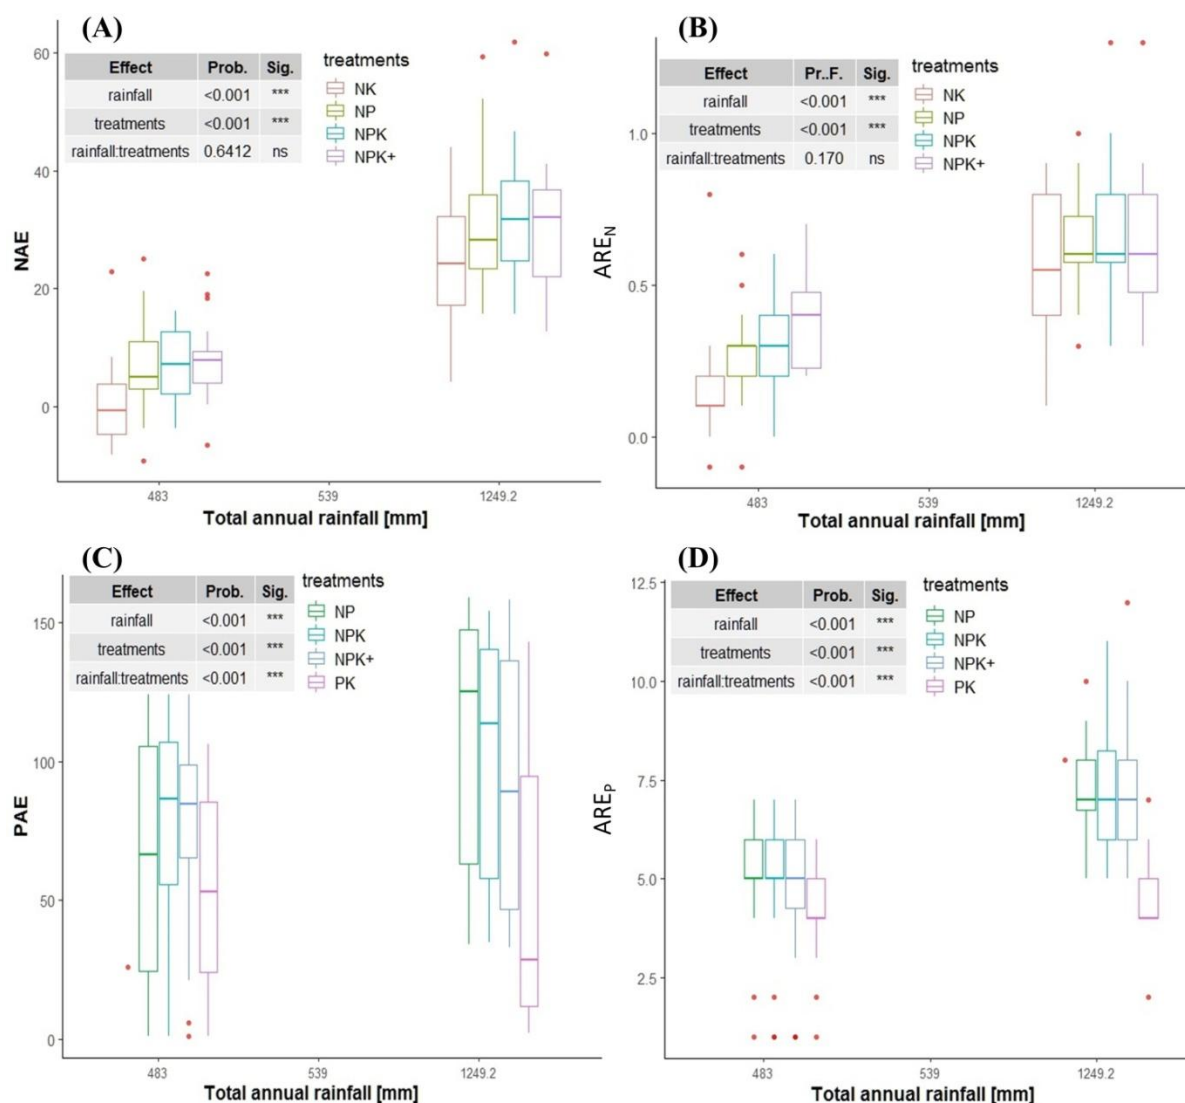 (A)
Effect Prob. Sig.
rainfall <0.001 ***
treatments <0.001 ***
rainfall:treatments 0.6412 ns
treatments
NK
NP
NPK
NPK+
60
40
20
0
NAE
483 539 1249.2
Total annual rainfall [mm]
(B)
Effect Pr..F. Sig.
rainfall <0.001 ***
treatments <0.001 ***
rainfall:treatments 0.170 ns
treatments
NK
NP
NPK
NPK+
1.0
0.5
0.0
ARE_N
483 539 1249.2
Total annual rainfall [mm]
(C)
Effect Prob. Sig.
rainfall <0.001 ***
treatments <0.001 ***
rainfall:treatments <0.001 ***
treatments
NP
NPK
NPK+
PK
150
100
50
0
PAE
483 539 1249.2
Total annual rainfall [mm]
(D)
Effect Prob. Sig.
rainfall <0.001 ***
treatments <0.001 ***
rainfall:treatments <0.001 ***
treatments
NP
NPK
NPK+
PK
12.5
10.0
7.5
5.0
2.5
ARE_P
483 539 1249.2
Total annual rainfall [mm]